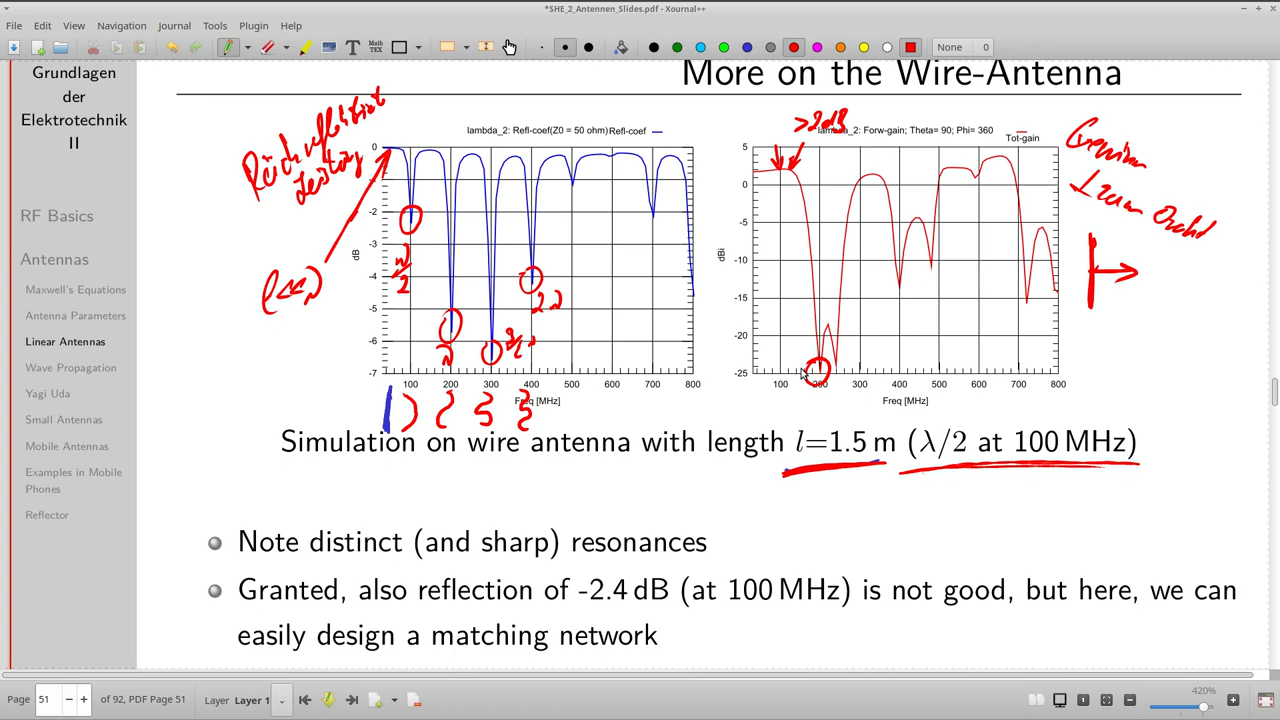 *SHE_2_Antennen_Slides.pdf - Xournal++
File Edit View Navigation Journal Tools Plugin Help
None 0
Grundlagen
der
Elektrotechnik
II
RF Basics
Antennas
Maxwell's Equations
Antenna Parameters
Linear Antennas
Wave Propagation
Yagi Uda
Small Antennas
Mobile Antennas
Examples in Mobile
Phones
Reflector
More on the Wire-Antenna
lambda_2: Refl-coef(Z0 = 50 ohm) Refl-coef
0
-2
-3
-4
-5
-6
-7
dB
100 200 300 400 500 600 700 800
Freq [MHz]
λ/2
λ
3/2 λ
2λ
l<<λ
>2dB
lambda_2: Forw-gain; Theta= 90; Phi= 360
Tot-gain
5
0
-5
-10
-15
-20
-25
dBi
100 200 300 400 500 600 700 800
Freq [MHz]
Simulation on wire antenna with length l=1.5 m (λ/2 at 100 MHz)
Note distinct (and sharp) resonances
Granted, also reflection of -2.4 dB (at 100 MHz) is not good, but here, we can
easily design a matching network
Page 51 of 92, PDF Page 51 Layer Layer 1
420%